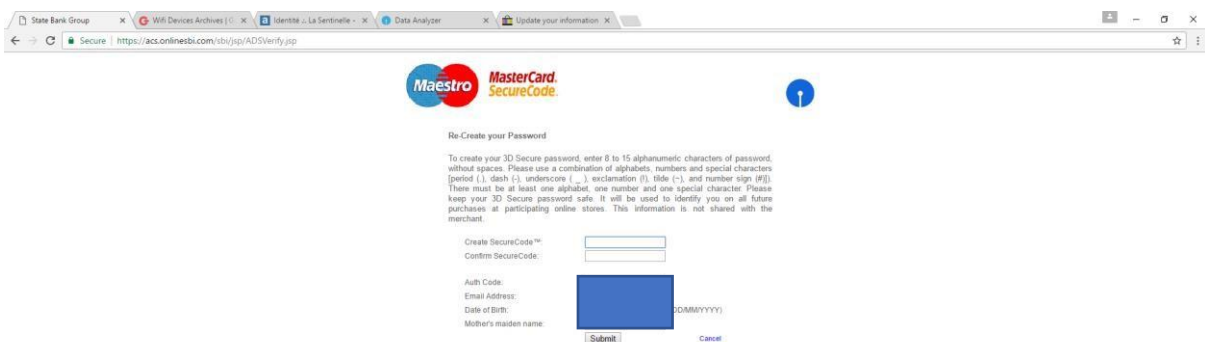 State Bank Group
Wifi Devices Archives |
Identité :. La Sentinelle -
Data Analyzer
Update your information
Secure | https://acs.onlinesbi.com/sbi/jsp/ADSVerify.jsp
Maestro
MasterCard.
SecureCode.
Re-Create your Password
To create your 3D Secure password, enter 8 to 15 alphanumeric characters of password,
without spaces. Please use a combination of alphabets, numbers and special characters
[period (.), dash (-), underscore ( _ ), exclamation (!), tilde (~), and number sign (#)].
There must be at least one alphabet, one number and one special character. Please
keep your 3D Secure password safe. It will be used to identify you on all future
purchases at participating online stores. This information is not shared with the
merchant.
Create SecureCode™:
Confirm SecureCode:
Auth Code:
Email Address:
Date of Birth: DD/MM/YYYY)
Mother's maiden name:
Submit Cancel